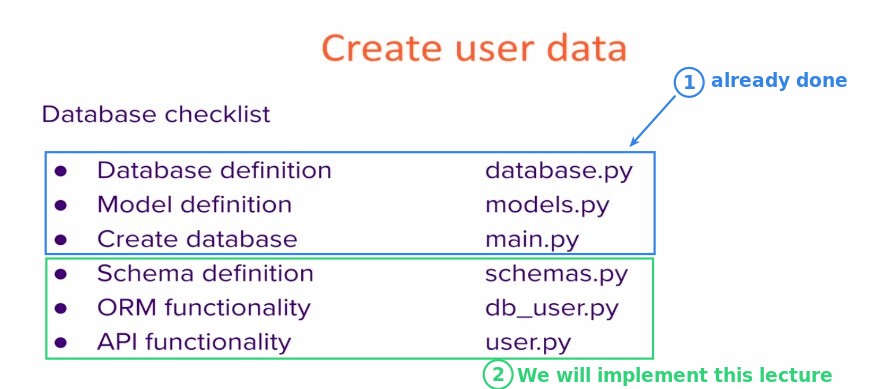 Create user data
1 already done
Database checklist
● Database definition database.py
● Model definition models.py
● Create database main.py
● Schema definition schemas.py
● ORM functionality db_user.py
● API functionality user.py
2 We will implement this lecture